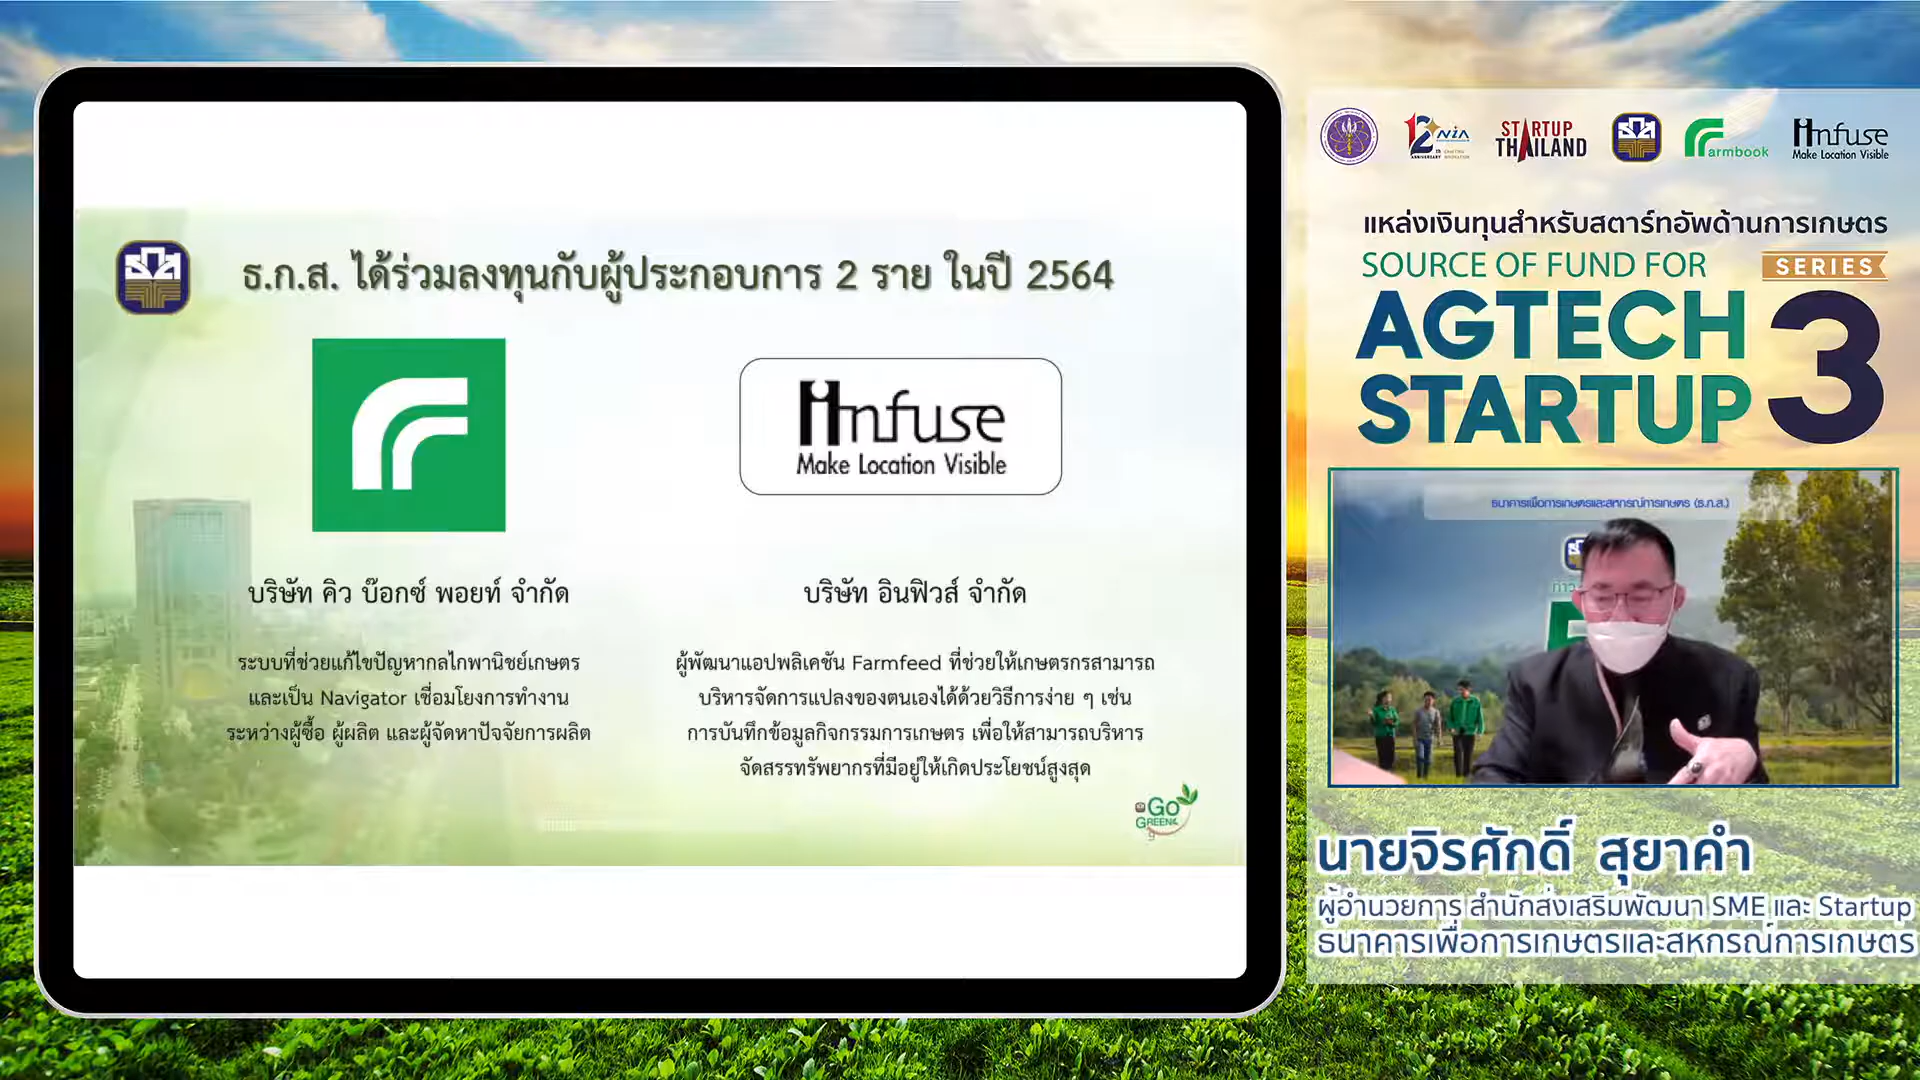 ธ.ก.ส. ได้ร่วมลงทุนกับผู้ประกอบการ 2 ราย ในปี 2564
infuse
Make Location Visible
บริษัท คิว บ๊อกซ์ พอยท์ จำกัด
ระบบที่ช่วยแก้ไขปัญหากลไกพานิชย์เกษตร
และเป็น Navigator เชื่อมโยงการทำงาน
ระหว่างผู้ซื้อ ผู้ผลิต และผู้จัดหาปัจจัยการผลิต
บริษัท อินฟิวส์ จำกัด
ผู้พัฒนาแอปพลิเคชัน Farmfeed ที่ช่วยให้เกษตรกรสามารถ
บริหารจัดการแปลงของตนเองได้ด้วยวิธีการง่าย ๆ เช่น
การบันทึกข้อมูลกิจกรรมการเกษตร เพื่อให้สามารถบริหาร
จัดสรรทรัพยากรที่มีอยู่ให้เกิดประโยชน์สูงสุด
Go
GREEN
9
12 NIA
ANNIVERSARY
STARTUP
THAILAND
Farmbook
infuse
Make Location Visible
แหล่งเงินทุนสำหรับสตาร์ทอัพด้านการเกษตร
SOURCE OF FUND FOR
SERIES
AGTECH
STARTUP
3
ธนาคารเพื่อการเกษตรและสหกรณ์การเกษตร (ธ.ก.ส.)
นายจิรศักดิ์ สุยาคำ
ผู้อำนวยการ สำนักส่งเสริมพัฒนา SME และ Startup
ธนาคารเพื่อการเกษตรและสหกรณ์การเกษตร